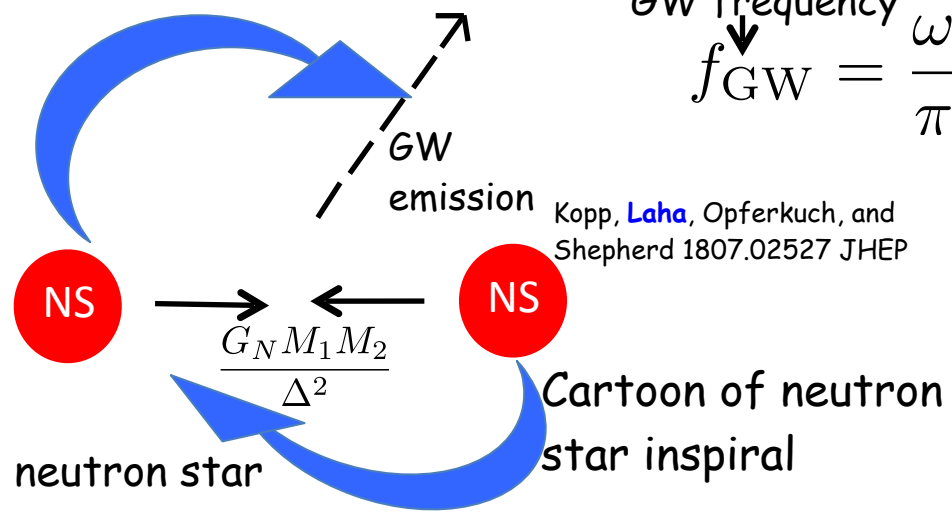 GW frequency
f_GW = ω/π
GW
emission
Kopp, Laha, Opferkuch, and
Shepherd 1807.02527 JHEP
NS
NS
G_N M_1 M_2
Δ^2
Cartoon of neutron
star inspiral
neutron star